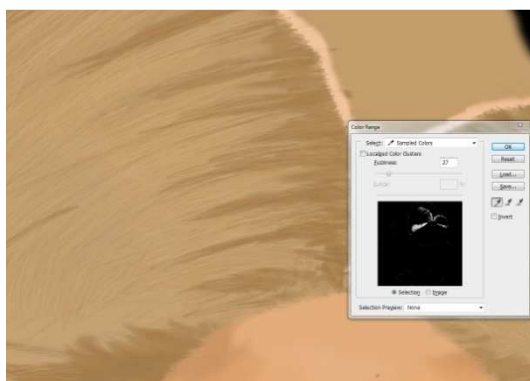 Color Range
Select: Sampled Colors
OK
Localized Color Clusters
Fuzziness: 27
Reset
Load...
Range: %
Save...
Invert
Selection Image
Selection Preview: None